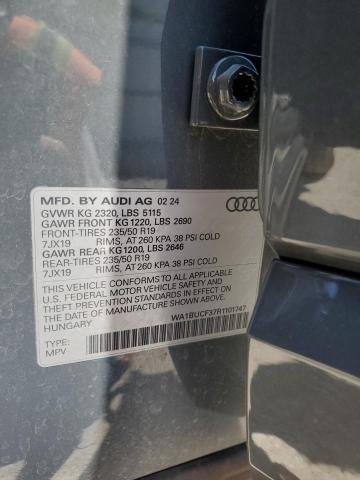 MFD. BY AUDI AG 02 24
GVWR KG 2320, LBS 5115
GAWR FRONT KG 1220, LBS 2690
FRONT-TIRES 235/50 R19
7JX19 RIMS, AT 260 KPA 38 PSI COLD
GAWR REAR KG 1200, LBS 2646
REAR-TIRES 235/50 R19
7JX19 RIMS, AT 260 KPA 38 PSI COLD
THIS VEHICLE CONFORMS TO ALL APPLICABLE
U.S. FEDERAL MOTOR VEHICLE SAFETY AND
THEFT PREVENTION STANDARDS IN EFFECT ON
THE DATE OF MANUFACTURE SHOWN ABOVE.
HUNGARY
WA1BUCF37R1101747
TYPE:
MPV